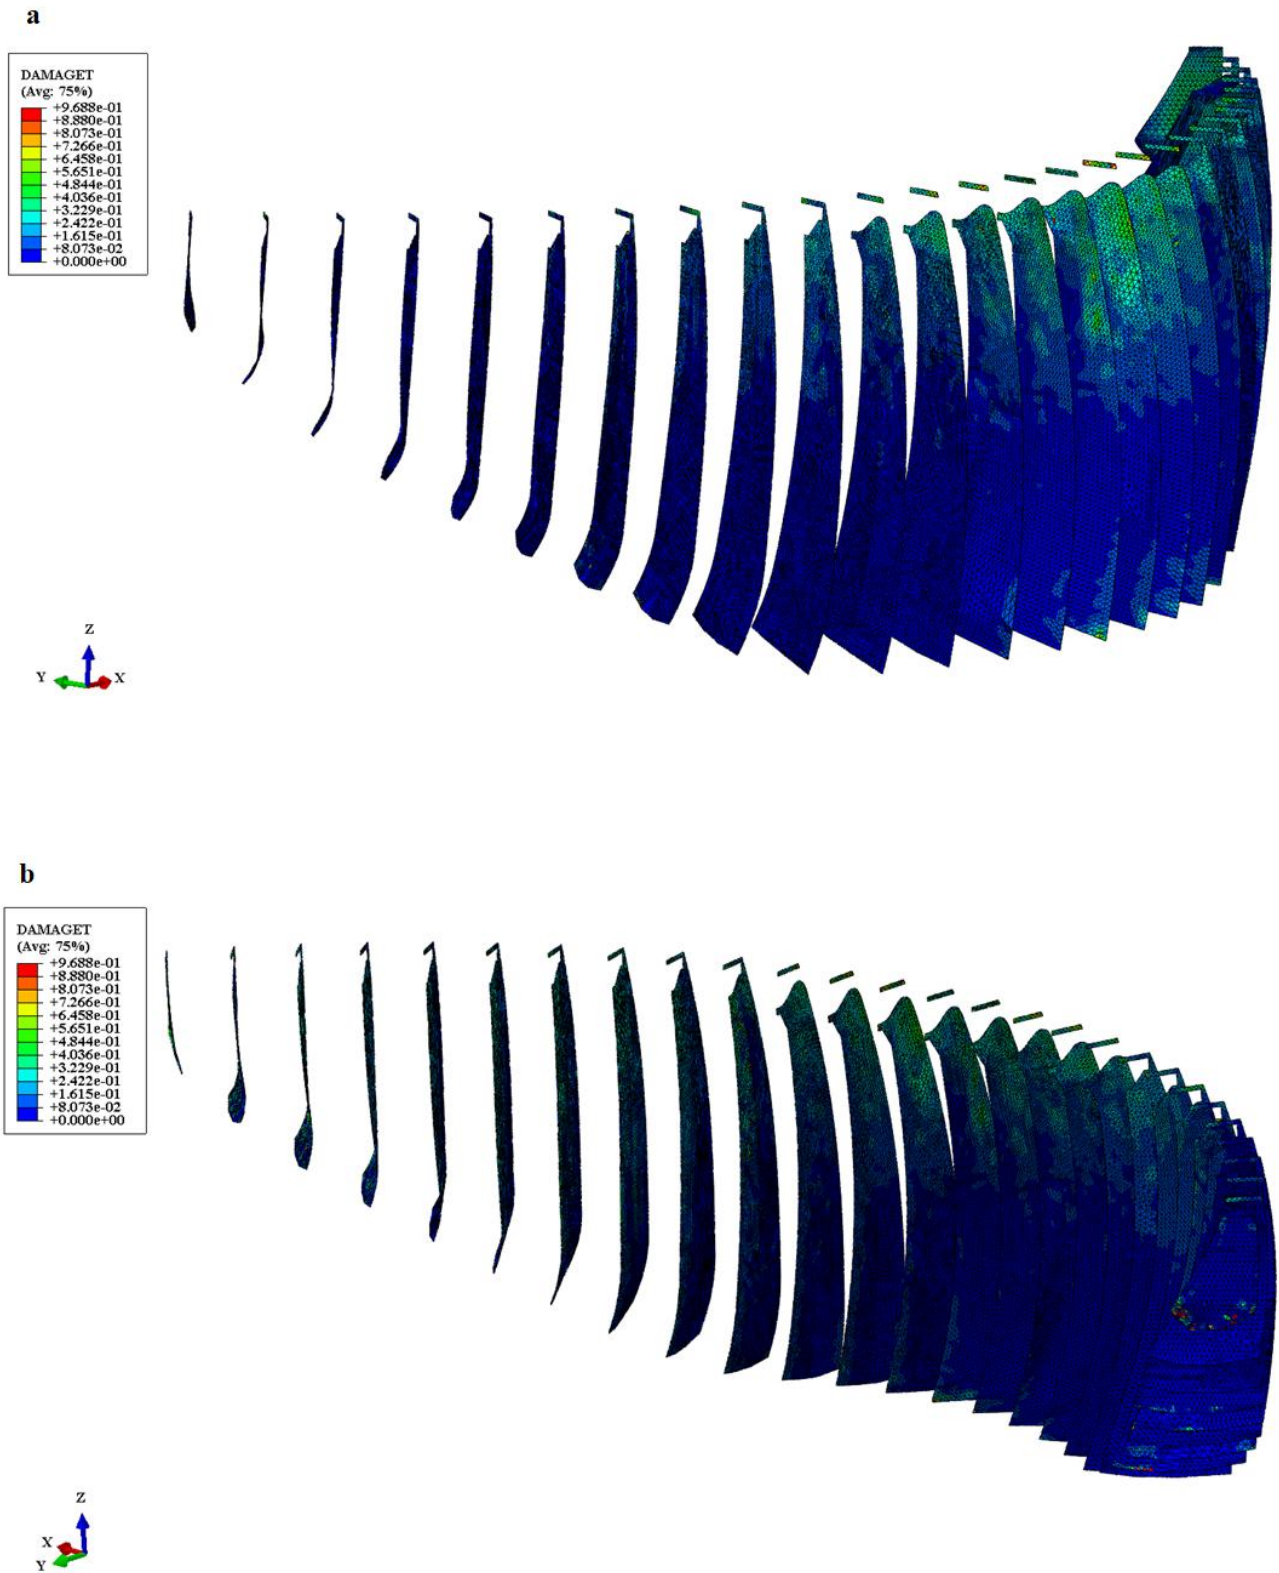 a
DAMAGET
(Avg: 75%)
+9.688e-01
+8.880e-01
+8.073e-01
+7.266e-01
+6.458e-01
+5.651e-01
+4.844e-01
+4.036e-01
+3.229e-01
+2.422e-01
+1.615e-01
+8.073e-02
+0.000e+00
Z
Y
X
b
DAMAGET
(Avg: 75%)
+9.688e-01
+8.880e-01
+8.073e-01
+7.266e-01
+6.458e-01
+5.651e-01
+4.844e-01
+4.036e-01
+3.229e-01
+2.422e-01
+1.615e-01
+8.073e-02
+0.000e+00
Z
X
Y